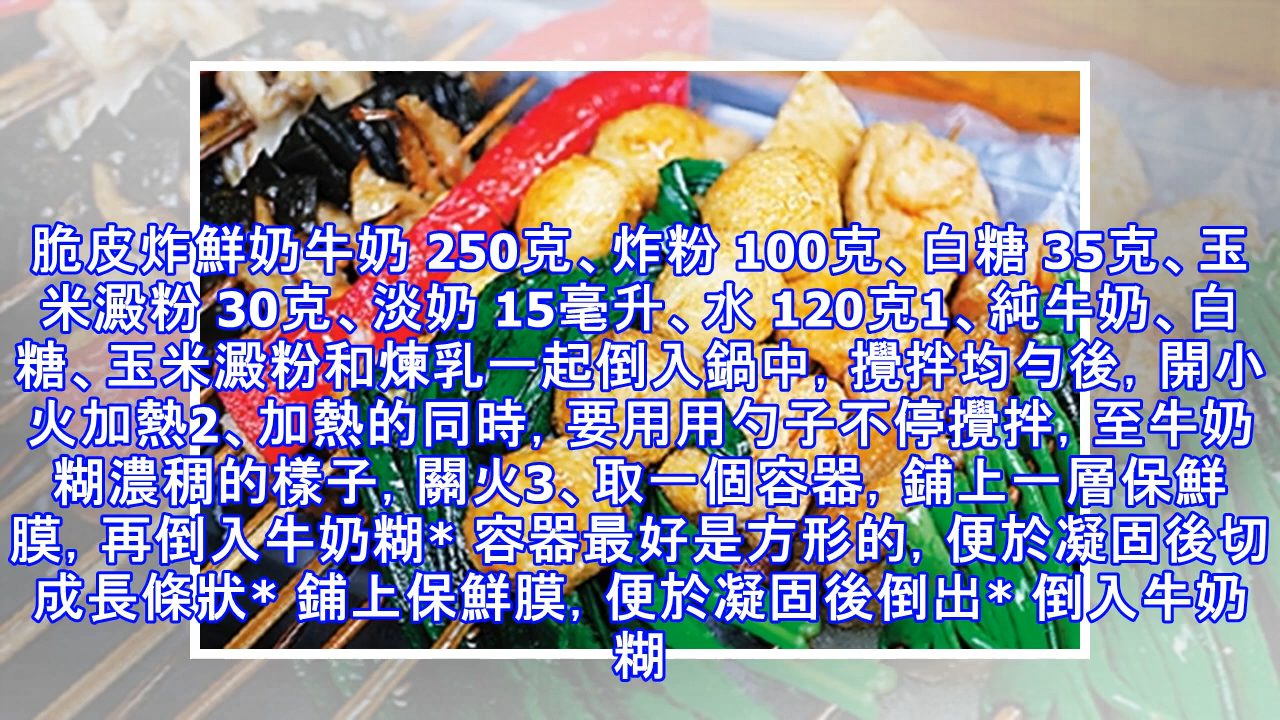 脆皮炸鮮奶牛奶 250克、炸粉 100克、白糖 35克、玉
米澱粉 30克、淡奶 15毫升、水 120克1、純牛奶、白
糖、玉米澱粉和煉乳一起倒入鍋中, 攪拌均勻後, 開小
火加熱2、加熱的同時, 要用用勺子不停攪拌, 至牛奶
糊濃稠的樣子, 關火3、取一個容器, 鋪上一層保鮮
膜, 再倒入牛奶糊* 容器最好是方形的, 便於凝固後切
成長條狀* 鋪上保鮮膜, 便於凝固後倒出* 倒入牛奶
糊